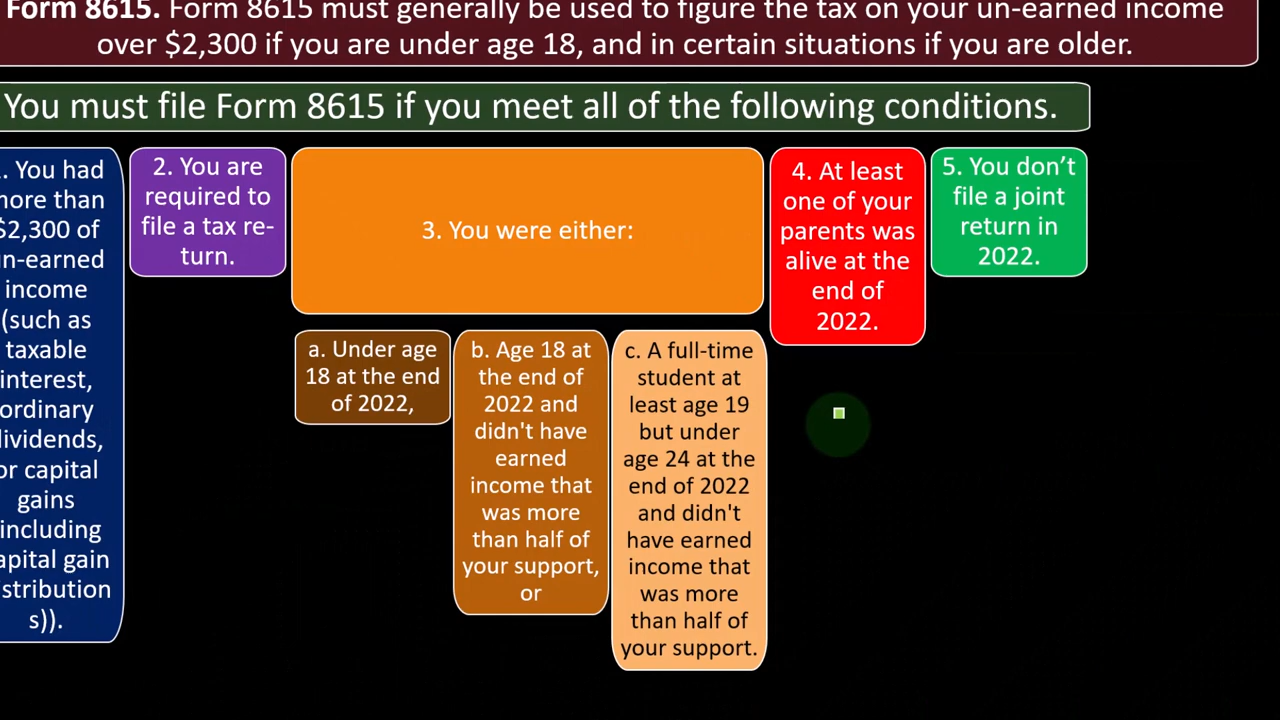 Form 8615. Form 8615 must generally be used to figure the tax on your un-earned income
over $2,300 if you are under age 18, and in certain situations if you are older.
You must file Form 8615 if you meet all of the following conditions.
. You had
more than
$2,300 of
un-earned
income
(such as
taxable
interest,
ordinary
dividends,
or capital
gains
including
capital gain
distribution
s)).
2. You are
required to
file a tax re-
turn.
3. You were either:
a. Under age
18 at the end
of 2022,
b. Age 18 at
the end of
2022 and
didn't have
earned
income that
was more
than half of
your support,
or
c. A full-time
student at
least age 19
but under
age 24 at the
end of 2022
and didn't
have earned
income that
was more
than half of
your support.
4. At least
one of your
parents was
alive at the
end of
2022.
5. You don’t
file a joint
return in
2022.